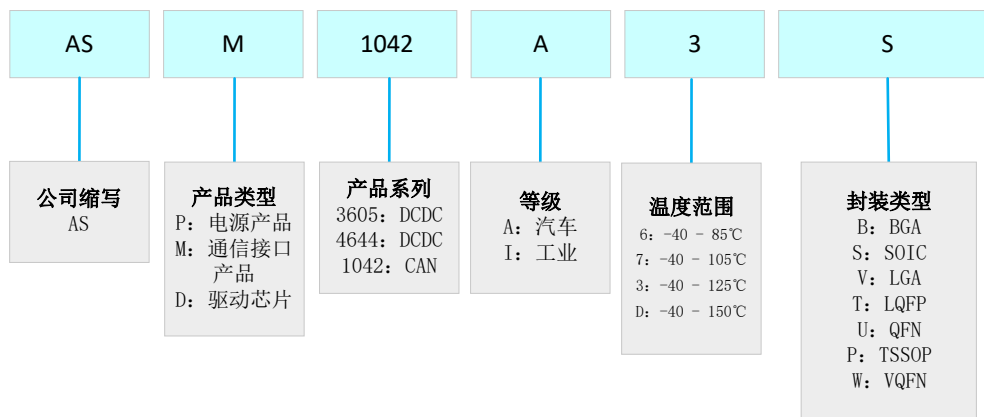 AS
M
1042
A
3
S
公司缩写
AS
产品类型
P：电源产品
M：通信接口
产品
D：驱动芯片
产品系列
3605：DCDC
4644：DCDC
1042：CAN
等级
A：汽车
I：工业
温度范围
6：-40 - 85℃
7：-40 - 105℃
3：-40 - 125℃
D：-40 - 150℃
封装类型
B：BGA
S：SOIC
V：LGA
T：LQFP
U：QFN
P：TSSOP
W：VQFN